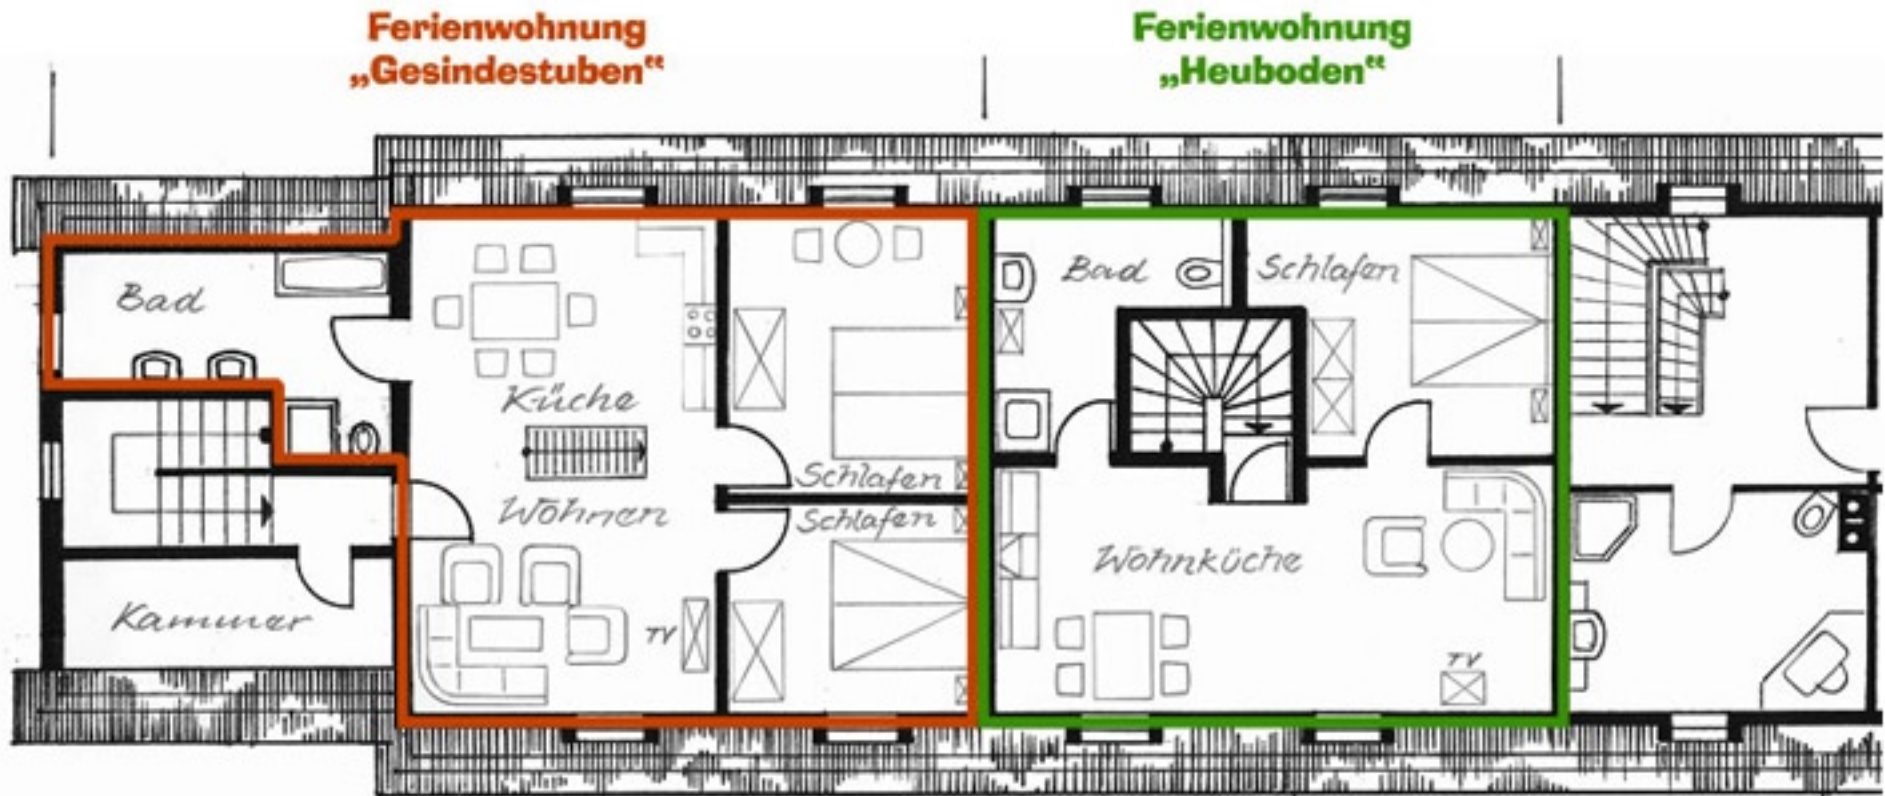 Ferienwohnung
„Gesindestuben“
Ferienwohnung
„Heuboden“
Bad
Küche
Wohnen
TV
Schlafen
Schlafen
Kammer
Bad
Schlafen
Wohnküche
TV